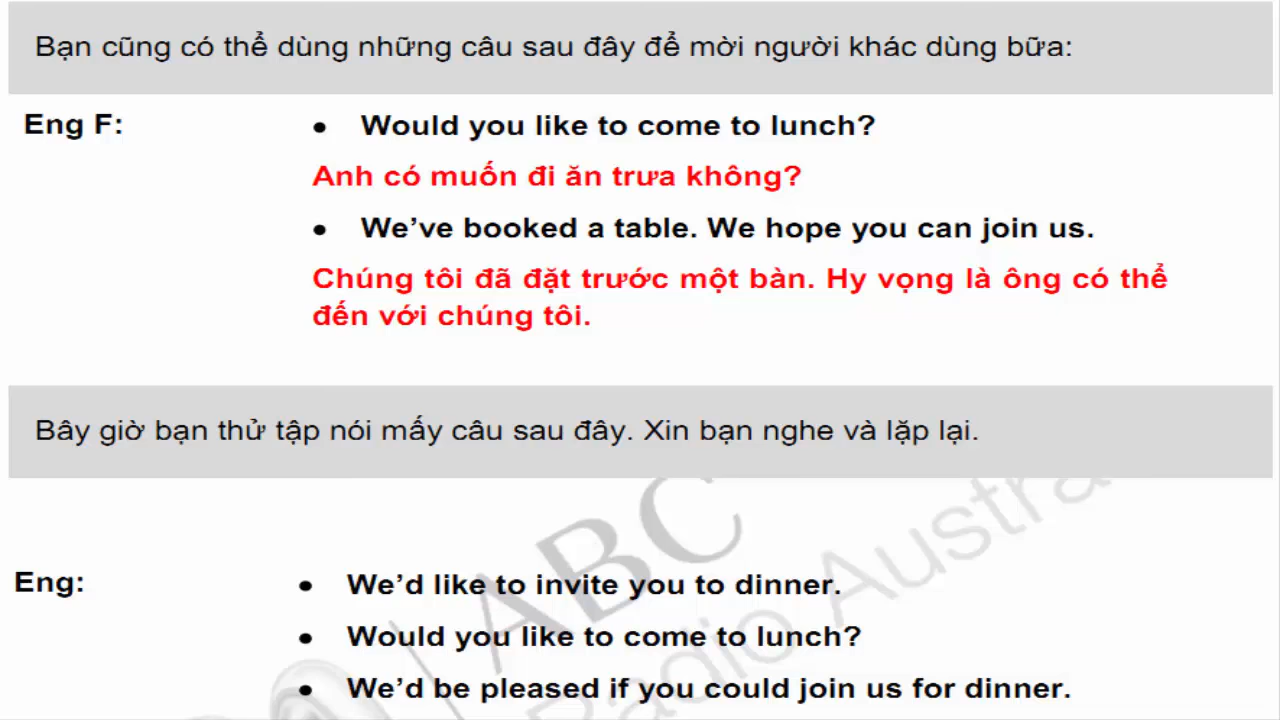 Bạn cũng có thể dùng những câu sau đây để mời người khác dùng bữa:
Eng F: • Would you like to come to lunch?
Anh có muốn đi ăn trưa không?
• We’ve booked a table. We hope you can join us.
Chúng tôi đã đặt trước một bàn. Hy vọng là ông có thể
đến với chúng tôi.
Bây giờ bạn thử tập nói mấy câu sau đây. Xin bạn nghe và lặp lại.
ABC
Radio Austra
Eng: • We’d like to invite you to dinner.
• Would you like to come to lunch?
• We’d be pleased if you could join us for dinner.